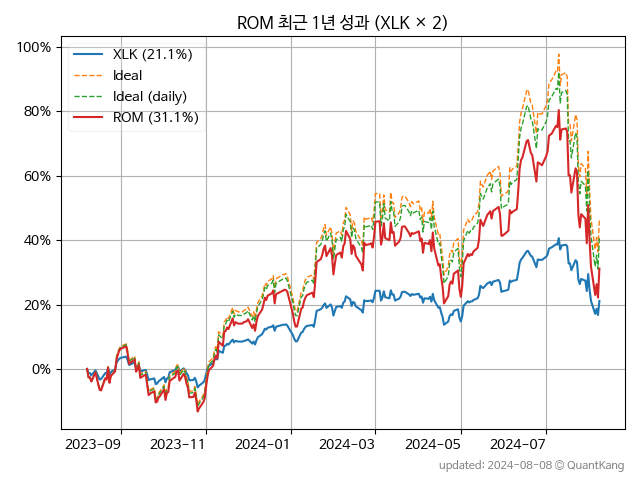 ROM 최근 1년 성과 (XLK × 2)
XLK (21.1%)
Ideal
Ideal (daily)
ROM (31.1%)
100%
80%
60%
40%
20%
0%
2023-09 2023-11 2024-01 2024-03 2024-05 2024-07
updated: 2024-08-08 © QuantKang